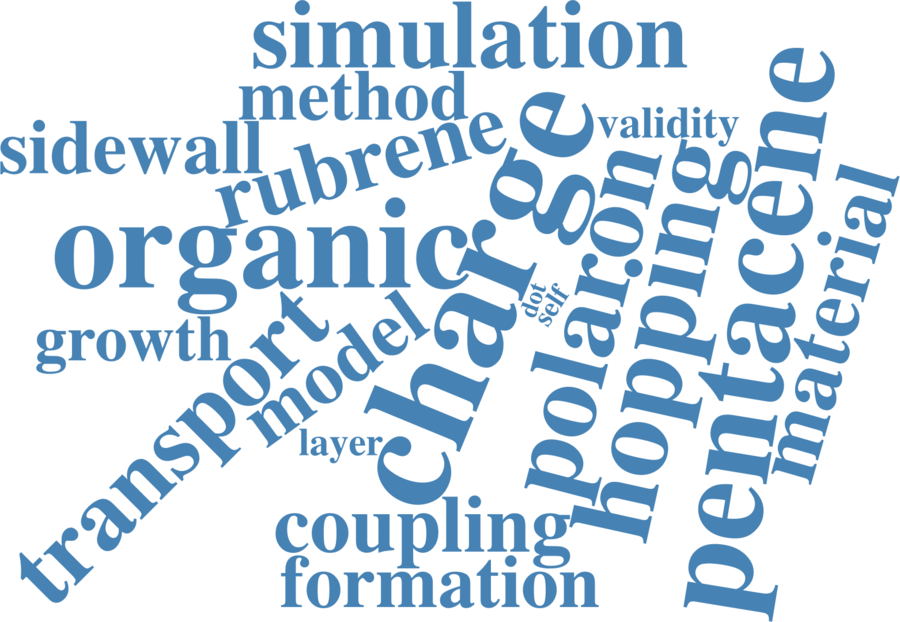 simulation
method
sidewall
rubrene
charge
validity
pentacene
organic
polaron
hopping
material
dot
self
growth
transport
model
layer
coupling
formation